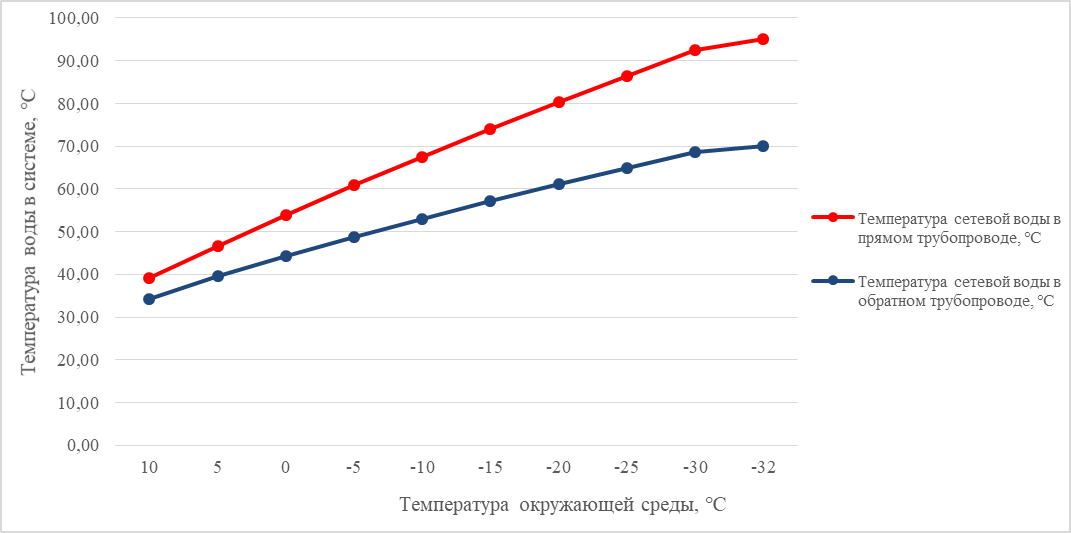 100,00
90,00
80,00
70,00
60,00
50,00
40,00
30,00
20,00
10,00
0,00
Температура воды в системе, °С
10 5 0 -5 -10 -15 -20 -25 -30 -32
Температура окружающей среды, °С
Температура сетевой воды в
прямом трубопроводе, °С
Температура сетевой воды в
обратном трубопроводе, °С